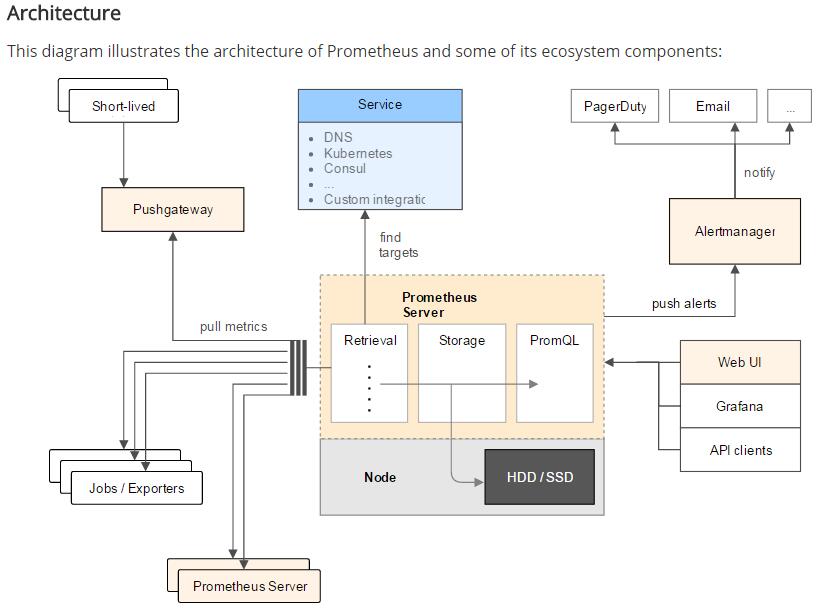 Architecture
This diagram illustrates the architecture of Prometheus and some of its ecosystem components:
Short-lived
Pushgateway
Service
DNS
Kubernetes
Consul
...
Custom
find
targets
PagerDuty
Email
...
notify
Alertmanager
push alerts
pull metrics
Prometheus
Server
Retrieval
Storage
PromQL
Node
HDD / SSD
Web UI
Grafana
API clients
Jobs / Exporters
Prometheus Server